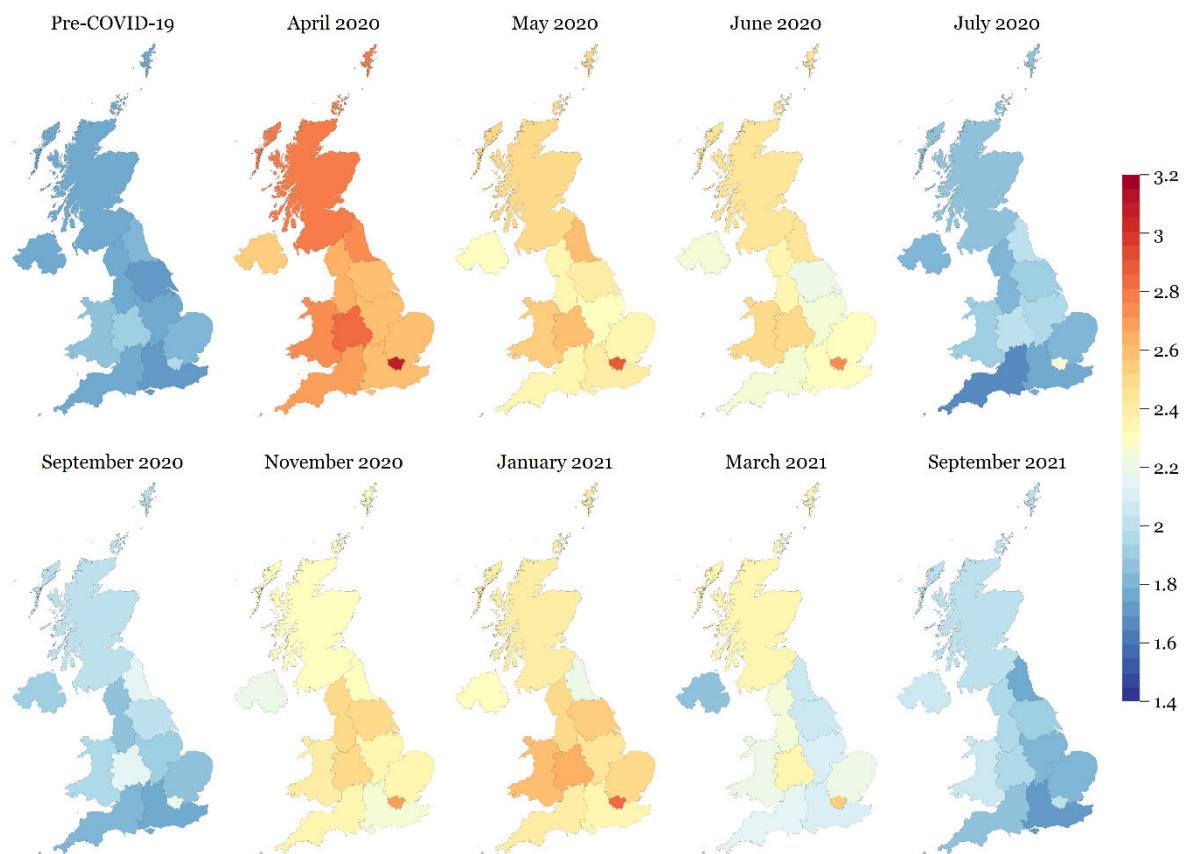 Pre-COVID-19
April 2020
May 2020
June 2020
July 2020
3.2
3
2.8
2.6
2.4
2.2
2
1.8
1.6
1.4
September 2020
November 2020
January 2021
March 2021
September 2021